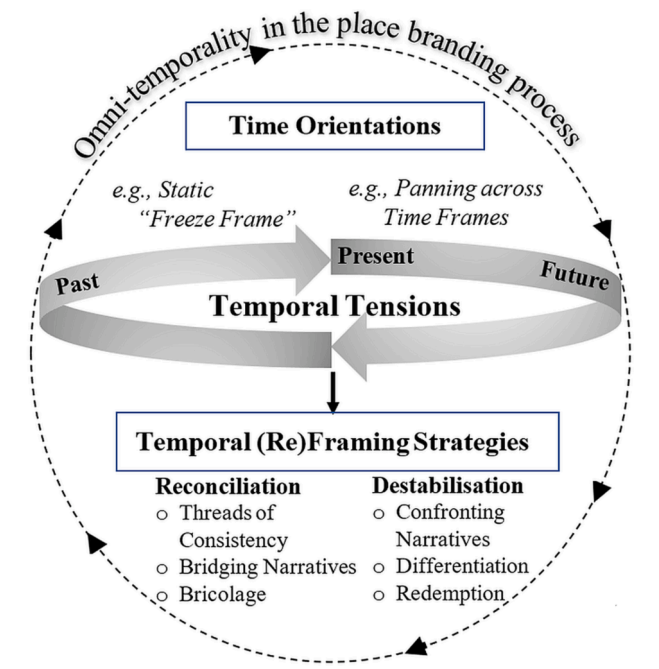 Omni-temporality in the place branding process
Time Orientations
e.g., Static
“Freeze Frame”
e.g., Panning across
Time Frames
Past
Present
Future
Temporal Tensions
Temporal (Re)Framing Strategies
Reconciliation
o Threads of
Consistency
o Bridging Narratives
o Bricolage
Destabilisation
o Confronting
Narratives
o Differentiation
o Redemption